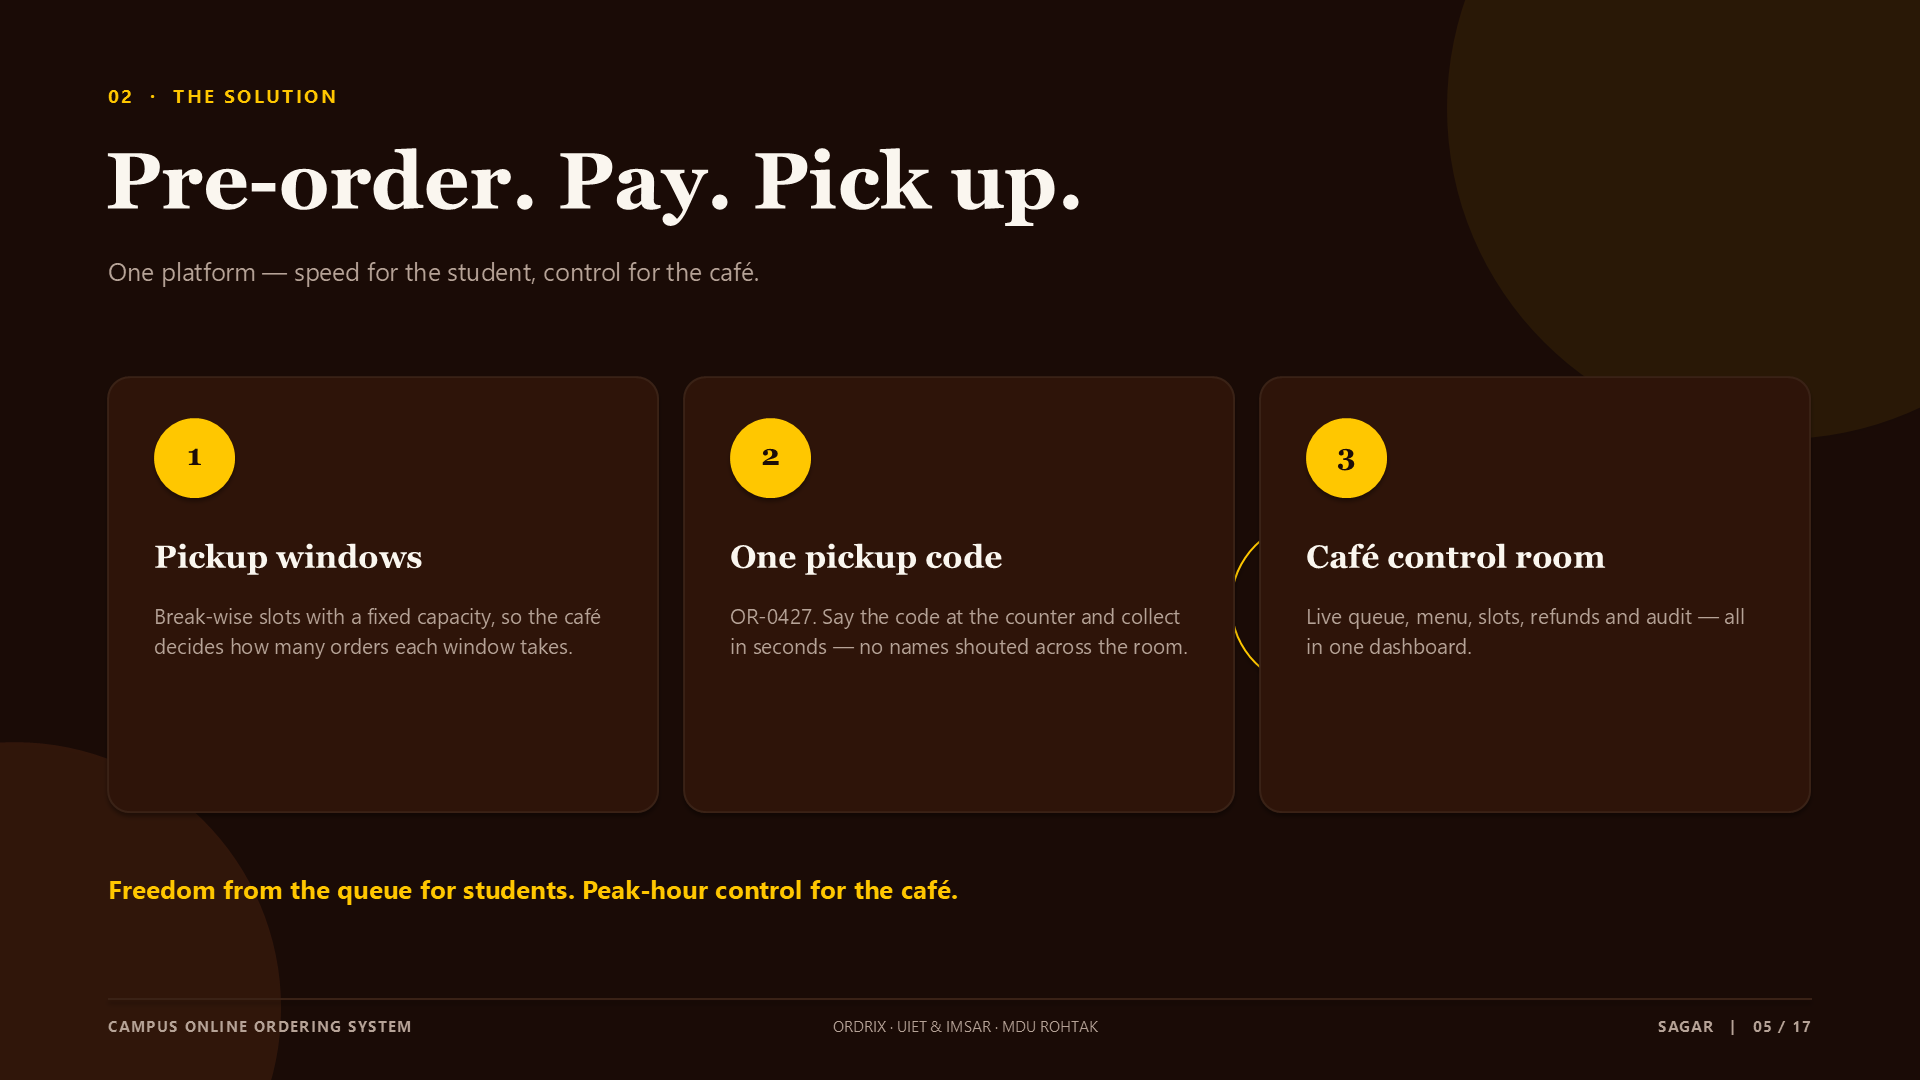 02 · THE SOLUTION
Pre-order. Pay. Pick up.
One platform — speed for the student, control for the café.
1
Pickup windows
Break-wise slots with a fixed capacity, so the café
decides how many orders each window takes.
2
One pickup code
OR-0427. Say the code at the counter and collect
in seconds — no names shouted across the room.
3
Café control room
Live queue, menu, slots, refunds and audit — all
in one dashboard.
Freedom from the queue for students. Peak-hour control for the café.
CAMPUS ONLINE ORDERING SYSTEM
ORDRIX · UIET & IMSAR · MDU ROHTAK
SAGAR | 05 / 17